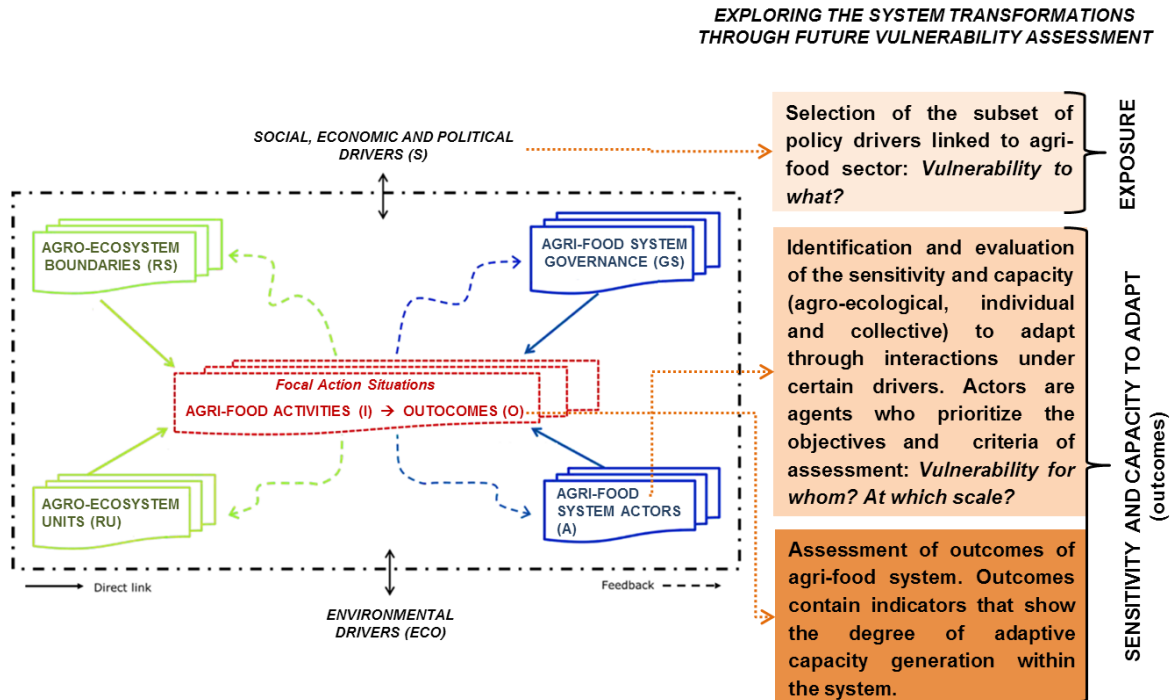 EXPLORING THE SYSTEM TRANSFORMATIONS
THROUGH FUTURE VULNERABILITY ASSESSMENT
SOCIAL, ECONOMIC AND POLITICAL
DRIVERS (S)
AGRO-ECOSYSTEM
BOUNDARIES (RS)
AGRI-FOOD SYSTEM
GOVERNANCE (GS)
Focal Action Situations
AGRI-FOOD ACTIVITIES (I) → OUTOCOMES (O)
AGRO-ECOSYSTEM
UNITS (RU)
AGRI-FOOD
SYSTEM ACTORS
(A)
Direct link
Feedback
ENVIRONMENTAL
DRIVERS (ECO)
Selection of the subset of
policy drivers linked to agri-
food sector: Vulnerability to
what?
Identification and evaluation
of the sensitivity and capacity
(agro-ecological, individual
and collective) to adapt
through interactions under
certain drivers. Actors are
agents who prioritize the
objectives and criteria of
assessment: Vulnerability for
whom? At which scale?
Assessment of outcomes of
agri-food system. Outcomes
contain indicators that show
the degree of adaptive
capacity generation within
the system.
EXPOSURE
SENSITIVITY AND CAPACITY TO ADAPT
(outcomes)